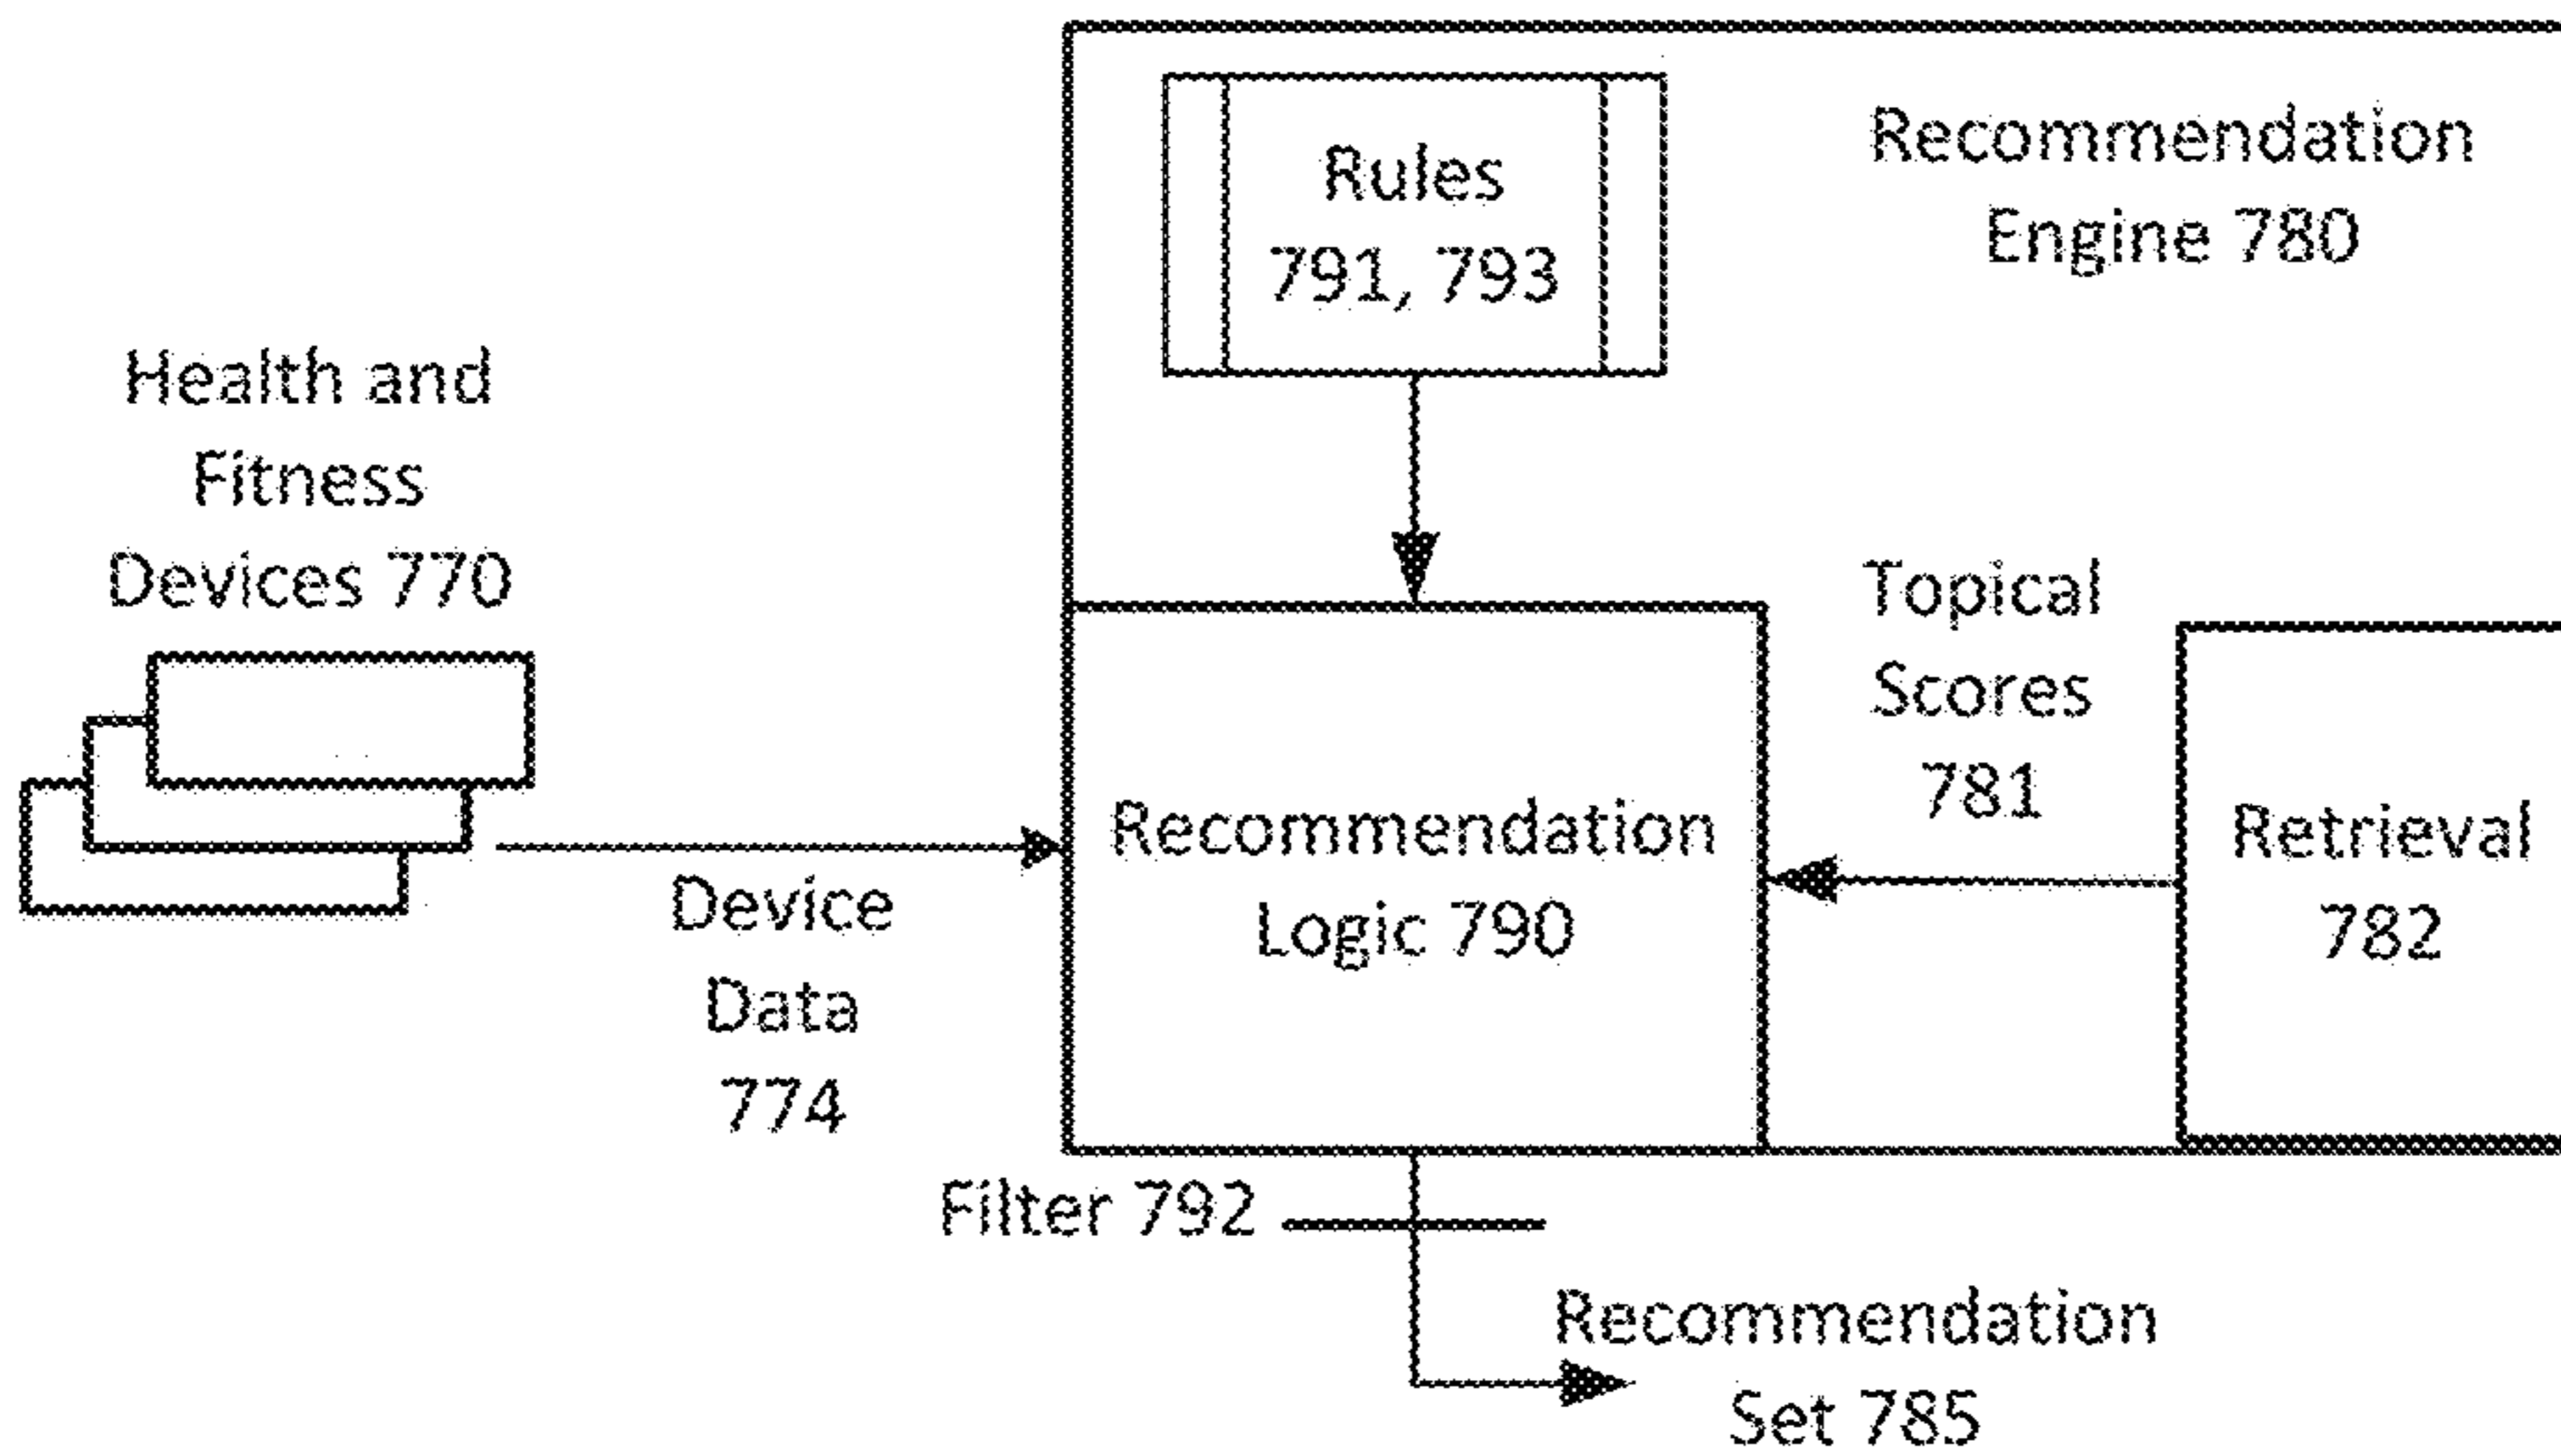 Rules
791, 793
Recommendation
Engine 780
Health and
Fitness
Devices 770
Topical
Scores
781
Recommendation
Logic 790
Retrieval
782
Device
Data
774
Filter 792
Recommendation
Set 785